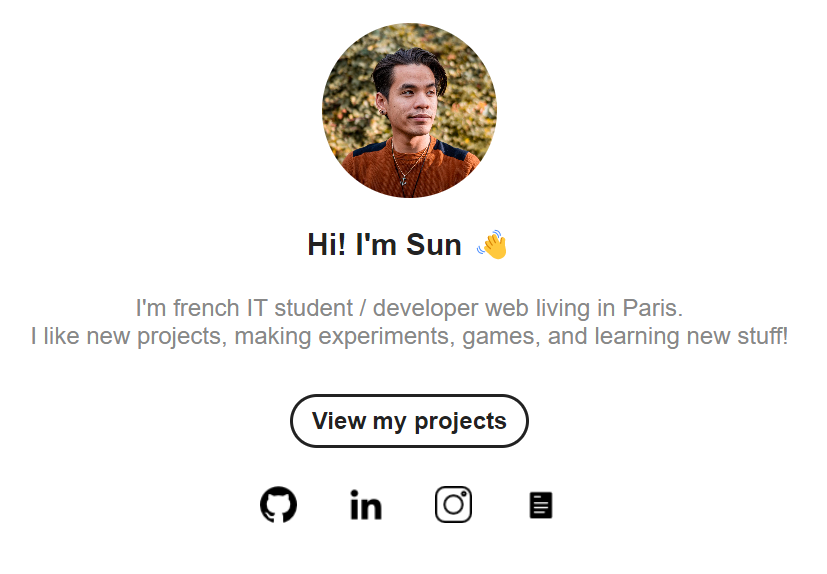 Hi! I'm Sun 👋
I'm french IT student / developer web living in Paris.
I like new projects, making experiments, games, and learning new stuff!
View my projects
in